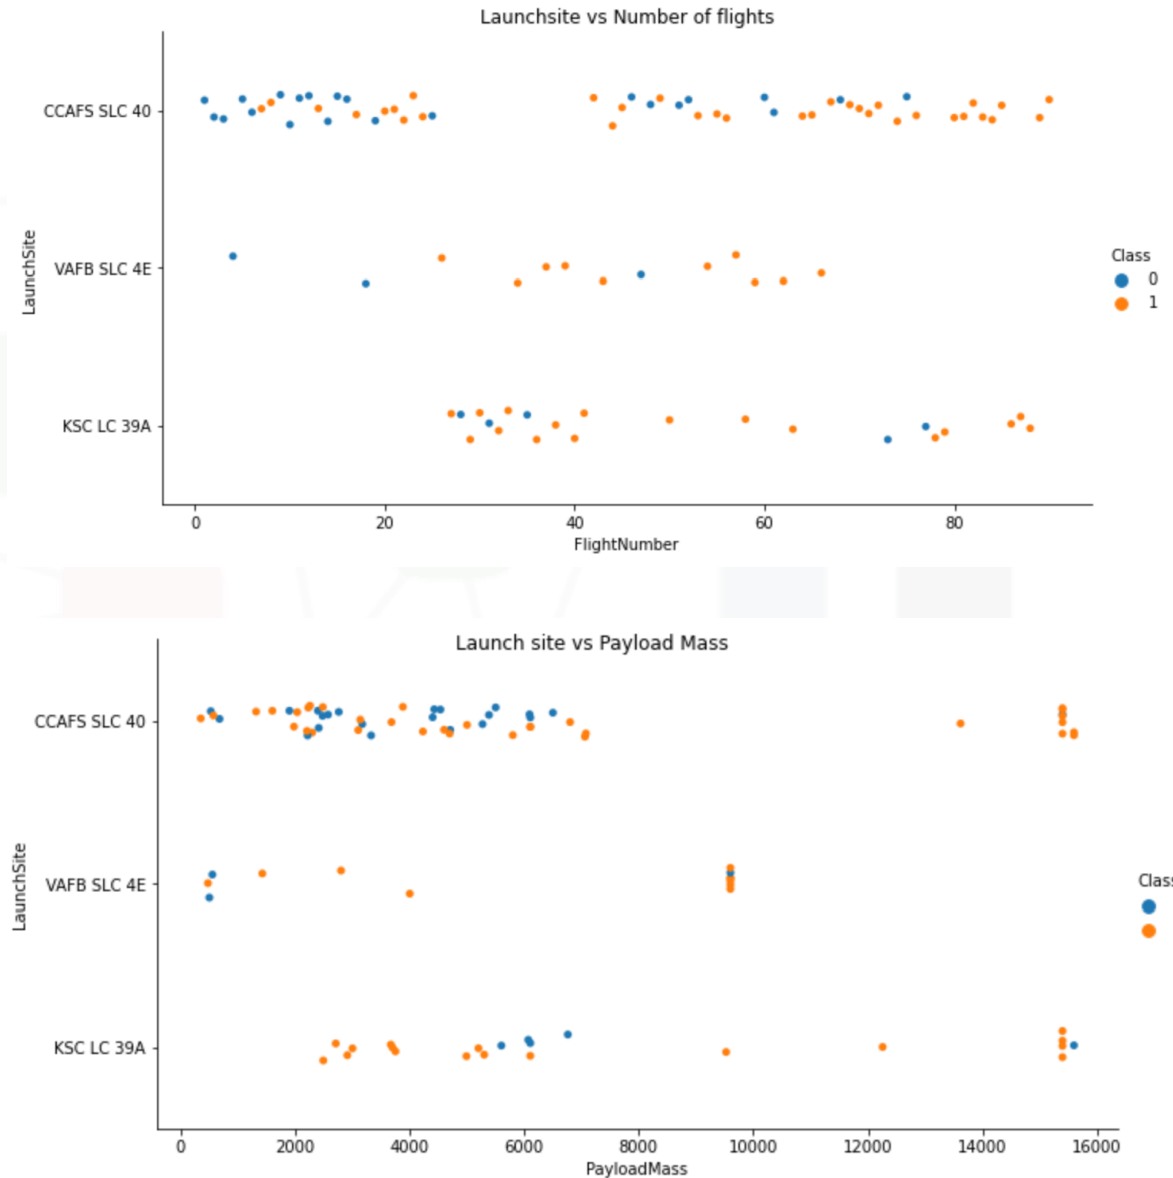 Launchsite vs Number of flights
CCAFS SLC 40
VAFB SLC 4E
KSC LC 39A
LaunchSite
0 20 40 60 80
FlightNumber
Class
0
1
Launch site vs Payload Mass
CCAFS SLC 40
VAFB SLC 4E
KSC LC 39A
LaunchSite
0 2000 4000 6000 8000 10000 12000 14000 16000
PayloadMass
Class